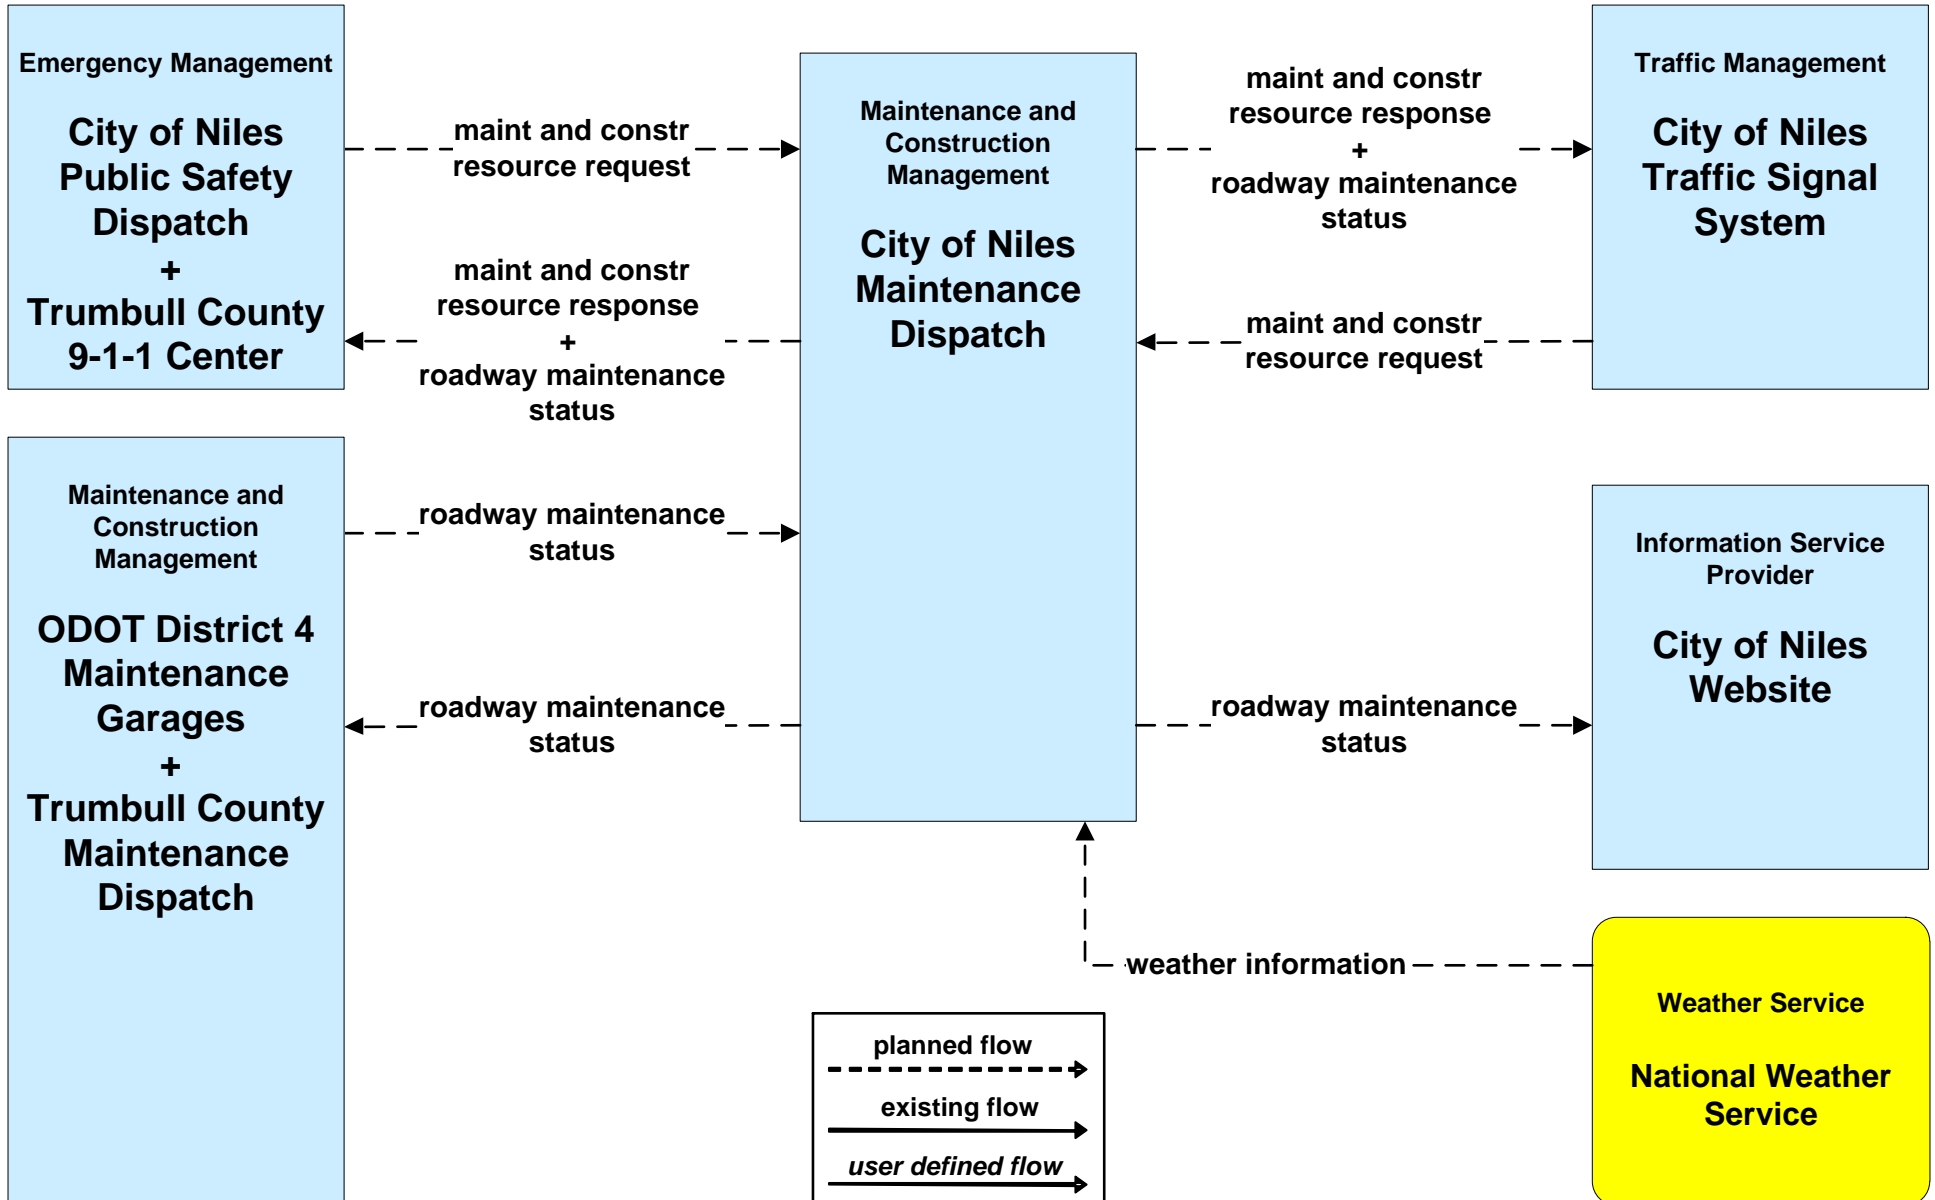 Emergency Management
City of Niles
Public Safety
Dispatch
+
Trumbull County
9-1-1 Center
maint and constr
resource request
maint and constr
resource response
+
roadway maintenance
status
Maintenance and
Construction
Management
City of Niles
Maintenance
Dispatch
maint and constr
resource response
+
roadway maintenance
status
maint and constr
resource request
Traffic Management
City of Niles
Traffic Signal
System
Maintenance and
Construction
Management
ODOT District 4
Maintenance
Garages
+
Trumbull County
Maintenance
Dispatch
roadway maintenance
status
roadway maintenance
status
roadway maintenance
status
Information Service
Provider
City of Niles
Website
weather information
Weather Service
National Weather
Service
planned flow
existing flow
user defined flow